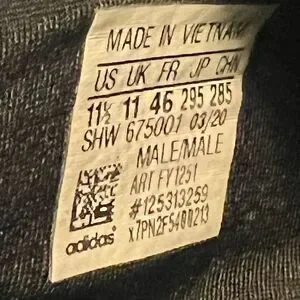 MADE IN VIETNAM
US UK FR JP CHN
11½ 11 46 295 285
SHW 675001 03/20
MALE/MALE
ART FY1251
#125313259
adidas x7PN2F5400213